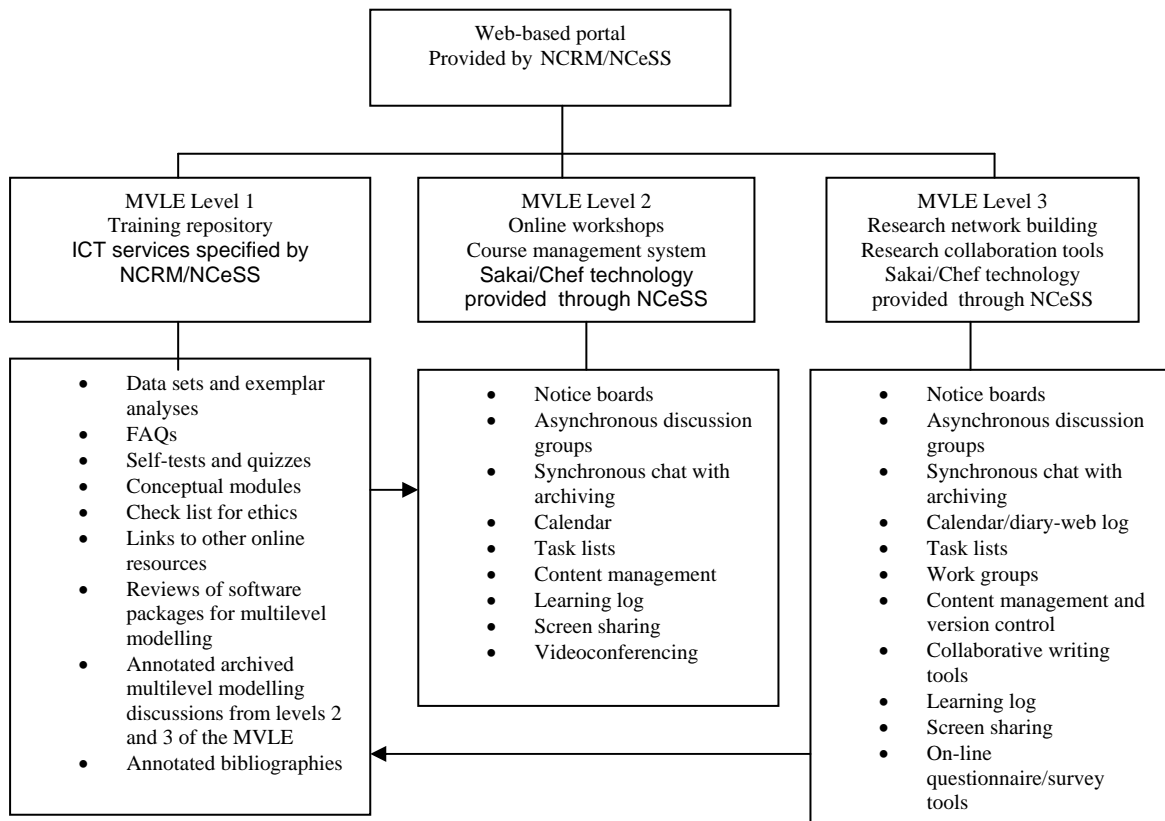 Web-based portal
Provided by NCRM/NCeSS
MVLE Level 1
Training repository
ICT services specified by
NCRM/NCeSS
MVLE Level 2
Online workshops
Course management system
Sakai/Chef technology
provided through NCeSS
MVLE Level 3
Research network building
Research collaboration tools
Sakai/Chef technology
provided through NCeSS
• Data sets and exemplar
analyses
• FAQs
• Self-tests and quizzes
• Conceptual modules
• Check list for ethics
• Links to other online
resources
• Reviews of software
packages for multilevel
modelling
• Annotated archived
multilevel modelling
discussions from levels 2
and 3 of the MVLE
• Annotated bibliographies
• Notice boards
• Asynchronous discussion
groups
• Synchronous chat with
archiving
• Calendar
• Task lists
• Content management
• Learning log
• Screen sharing
• Videoconferencing
• Notice boards
• Asynchronous discussion
groups
• Synchronous chat with
archiving
• Calendar/diary-web log
• Task lists
• Work groups
• Content management and
version control
• Collaborative writing
tools
• Learning log
• Screen sharing
• On-line
questionnaire/survey
tools